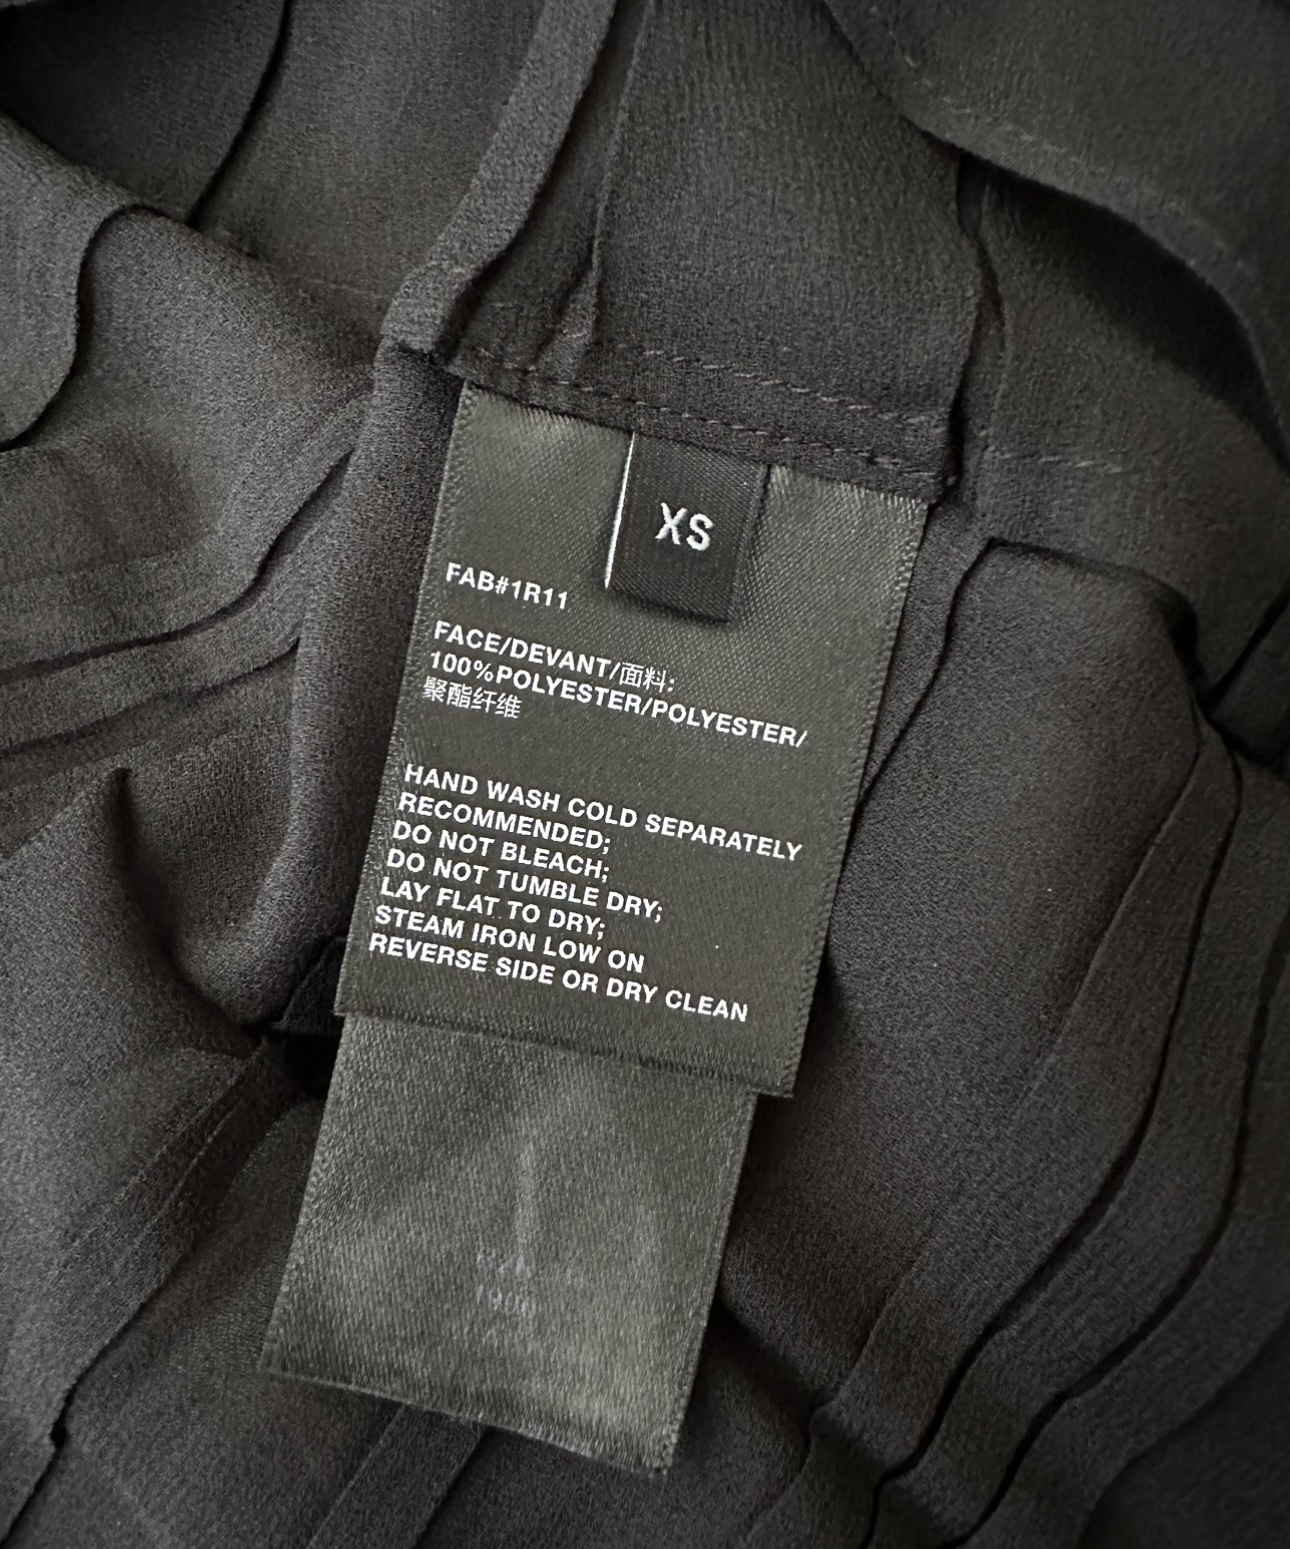 XS
FAB#1R11
FACE/DEVANT/面料:
100%POLYESTER/POLYESTER/
聚酯纤维
HAND WASH COLD SEPARATELY
RECOMMENDED;
DO NOT BLEACH;
DO NOT TUMBLE DRY;
LAY FLAT TO DRY;
STEAM IRON LOW ON
REVERSE SIDE OR DRY CLEAN